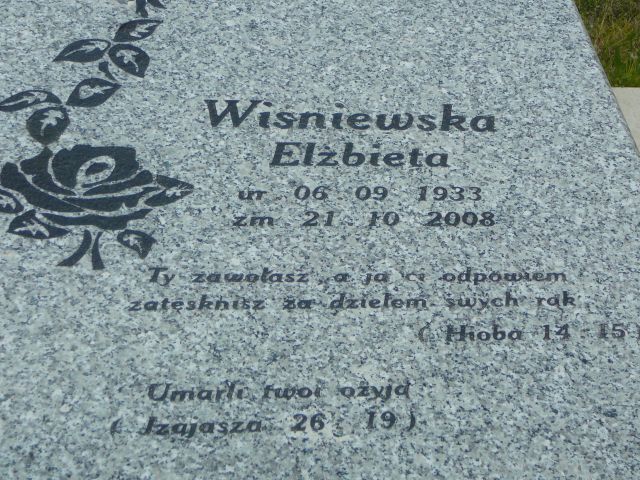 Wiśniewska
Elżbieta
ur 06 09 1933
zm 21 10 2008
Ty zawołasz, a ja ci odpowiem
zatęsknisz za dziełem swych rąk
( Hioba 14 15 )
Umarli twoi ożyją
( Izajasza 26 19 )